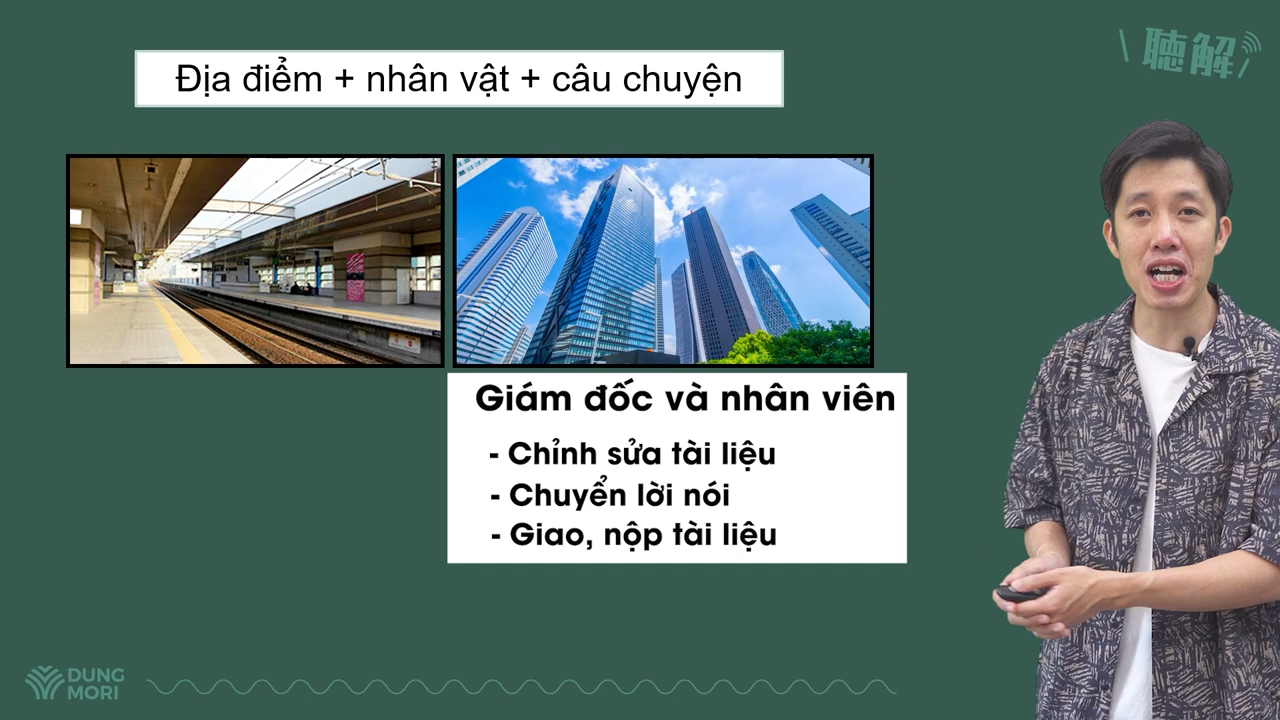 聴解
Địa điểm + nhân vật + câu chuyện
Giám đốc và nhân viên
- Chỉnh sửa tài liệu
- Chuyển lời nói
- Giao, nộp tài liệu
DUNG
MORI